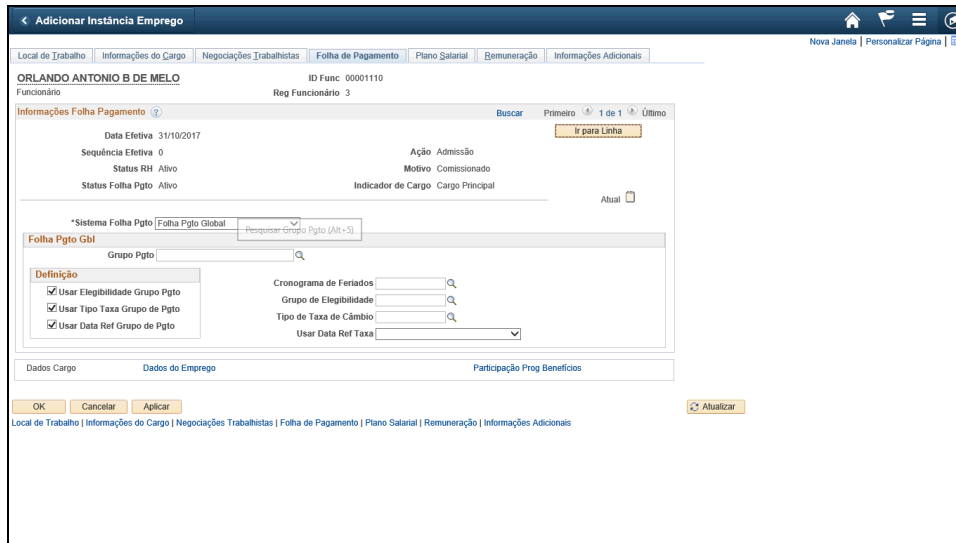 Adicionar Instância Emprego
Nova Janela | Personalizar Página |
Local de Trabalho Informações do Cargo Negociações Trabalhistas Folha de Pagamento Plano Salarial Remuneração Informações Adicionais
ORLANDO ANTONIO B DE MELO ID Func 00001110
Funcionário Reg Funcionário 3
Informações Folha Pagamento ? Buscar Primeiro 1 de 1 Último
Data Efetiva 31/10/2017 Ir para Linha
Sequência Efetiva 0 Ação Admissão
Status RH Ativo Motivo Comissionado
Status Folha Pgto Ativo Indicador de Cargo Cargo Principal
Atual
*Sistema Folha Pgto Folha Pgto Global
Pesquisar Grupo Pgto (Alt+5)
Folha Pgto Gbl
Grupo Pgto
Definição
Cronograma de Feriados
Usar Elegibilidade Grupo Pgto
Grupo de Elegibilidade
Usar Tipo Taxa Grupo de Pgto
Tipo de Taxa de Câmbio
Usar Data Ref Grupo de Pgto
Usar Data Ref Taxa
Dados Cargo Dados do Emprego Participação Prog Benefícios
OK Cancelar Aplicar Atualizar
Local de Trabalho | Informações do Cargo | Negociações Trabalhistas | Folha de Pagamento | Plano Salarial | Remuneração | Informações Adicionais